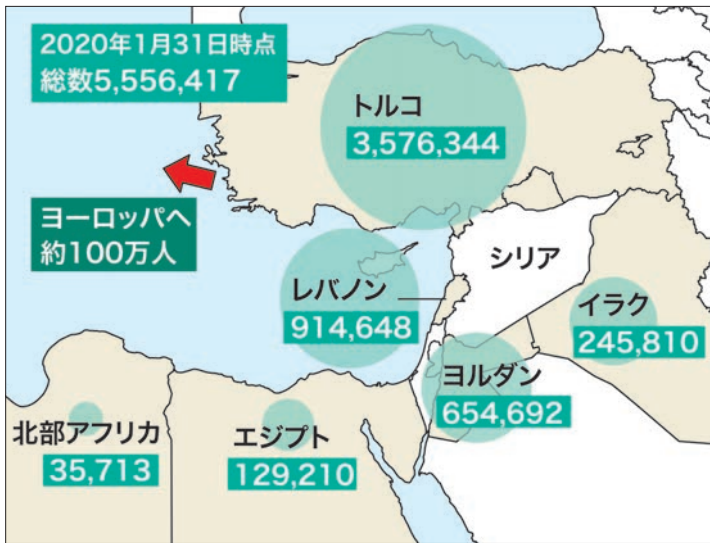 2020年1月31日時点
総数5,556,417
トルコ
3,576,344
ヨーロッパへ
約100万人
シリア
レバノン
914,648
イラク
245,810
ヨルダン
654,692
北部アフリカ
35,713
エジプト
129,210